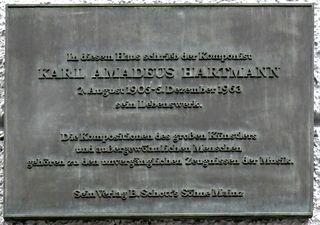 In diesem Haus schrieb der Komponist
KARL AMADEUS HARTMANN
2. August 1905-5. Dezember 1963
sein Lebenswerk.
Die Kompositionen des großen Künstlers
und außergewöhnlichen Menschen
gehören zu den unvergänglichen Zeugnissen der Musik.
Sein Verlag B. Schott's Söhne Mainz